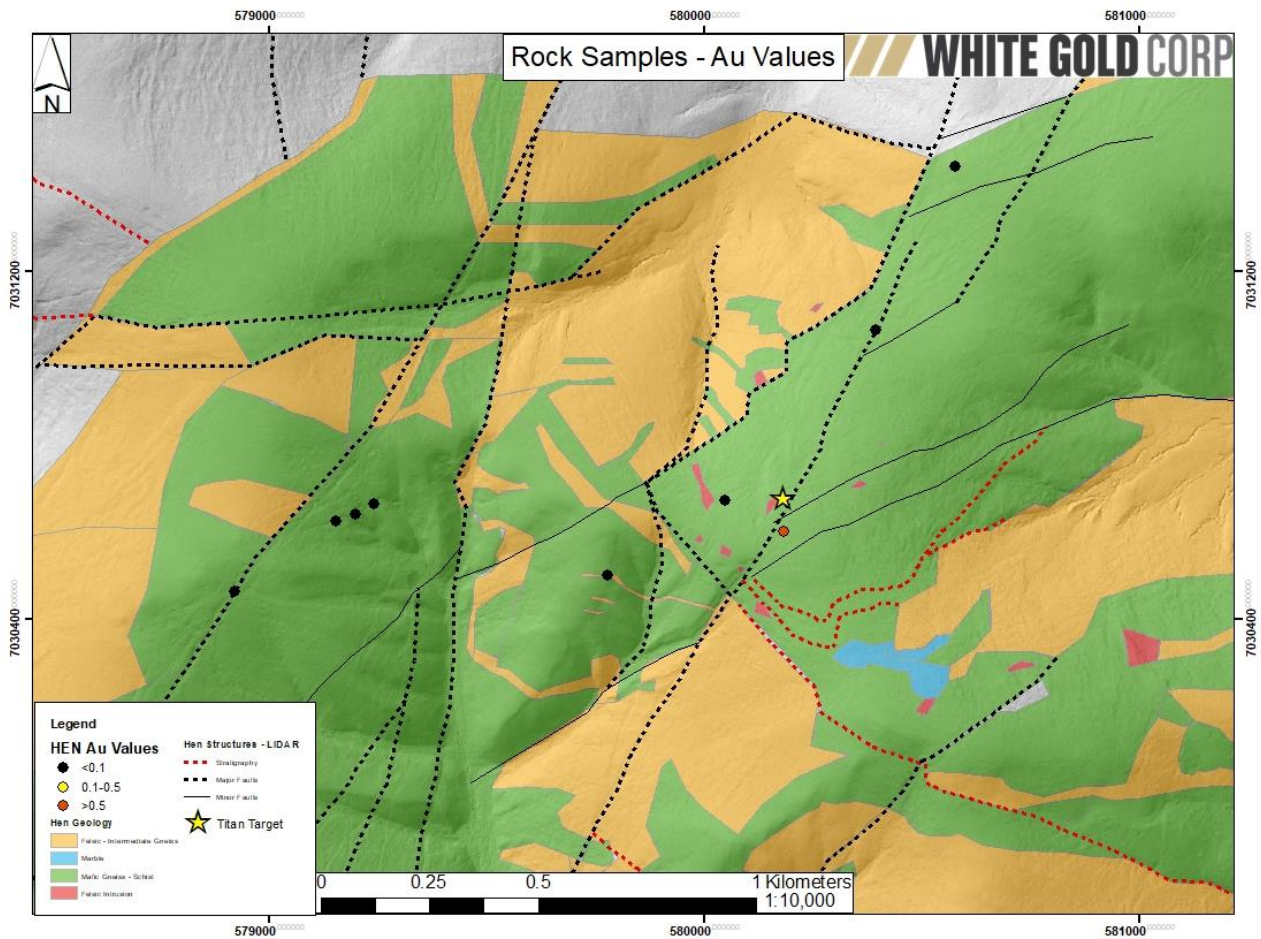 579000
580000
581000
Rock Samples - Au Values
WHITE GOLD CORP
N
7031200
7031200
7030400
7030400
Legend
HEN Au Values
<0.1
0.1-0.5
>0.5
Hen Geology
Felsic - Intermediate Gneiss
Marble
Mafic Gneiss - Schist
Felsic Intrusion
Hen Structures - LIDAR
Stratigraphy
Major Faults
Minor Faults
Titan Target
0 0.25 0.5 1 Kilometers
1:10,000
579000
580000
581000